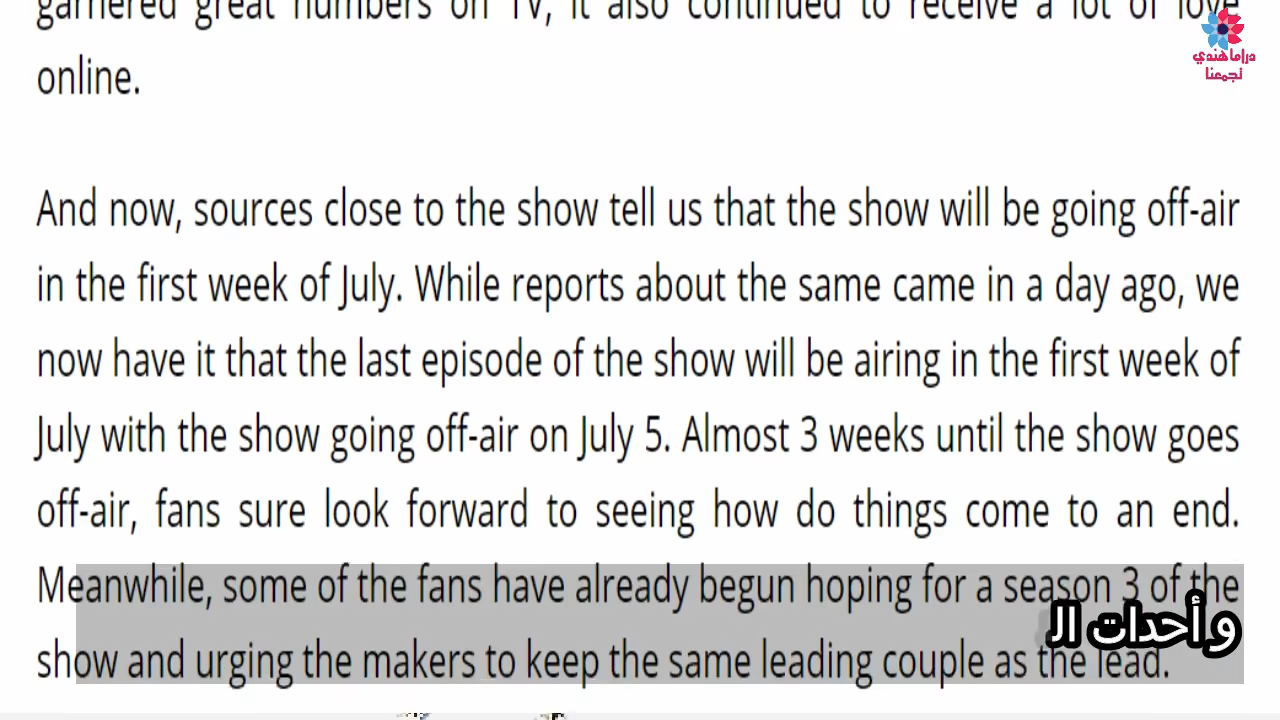 garnered great numbers on TV, it also continued to receive a lot of love
online.
And now, sources close to the show tell us that the show will be going off-air
in the first week of July. While reports about the same came in a day ago, we
now have it that the last episode of the show will be airing in the first week of
July with the show going off-air on July 5. Almost 3 weeks until the show goes
off-air, fans sure look forward to seeing how do things come to an end.
Meanwhile, some of the fans have already begun hoping for a season 3 of the
show and urging the makers to keep the same leading couple as the lead.
دراما هندي
تجمعنا
و أحداث ال